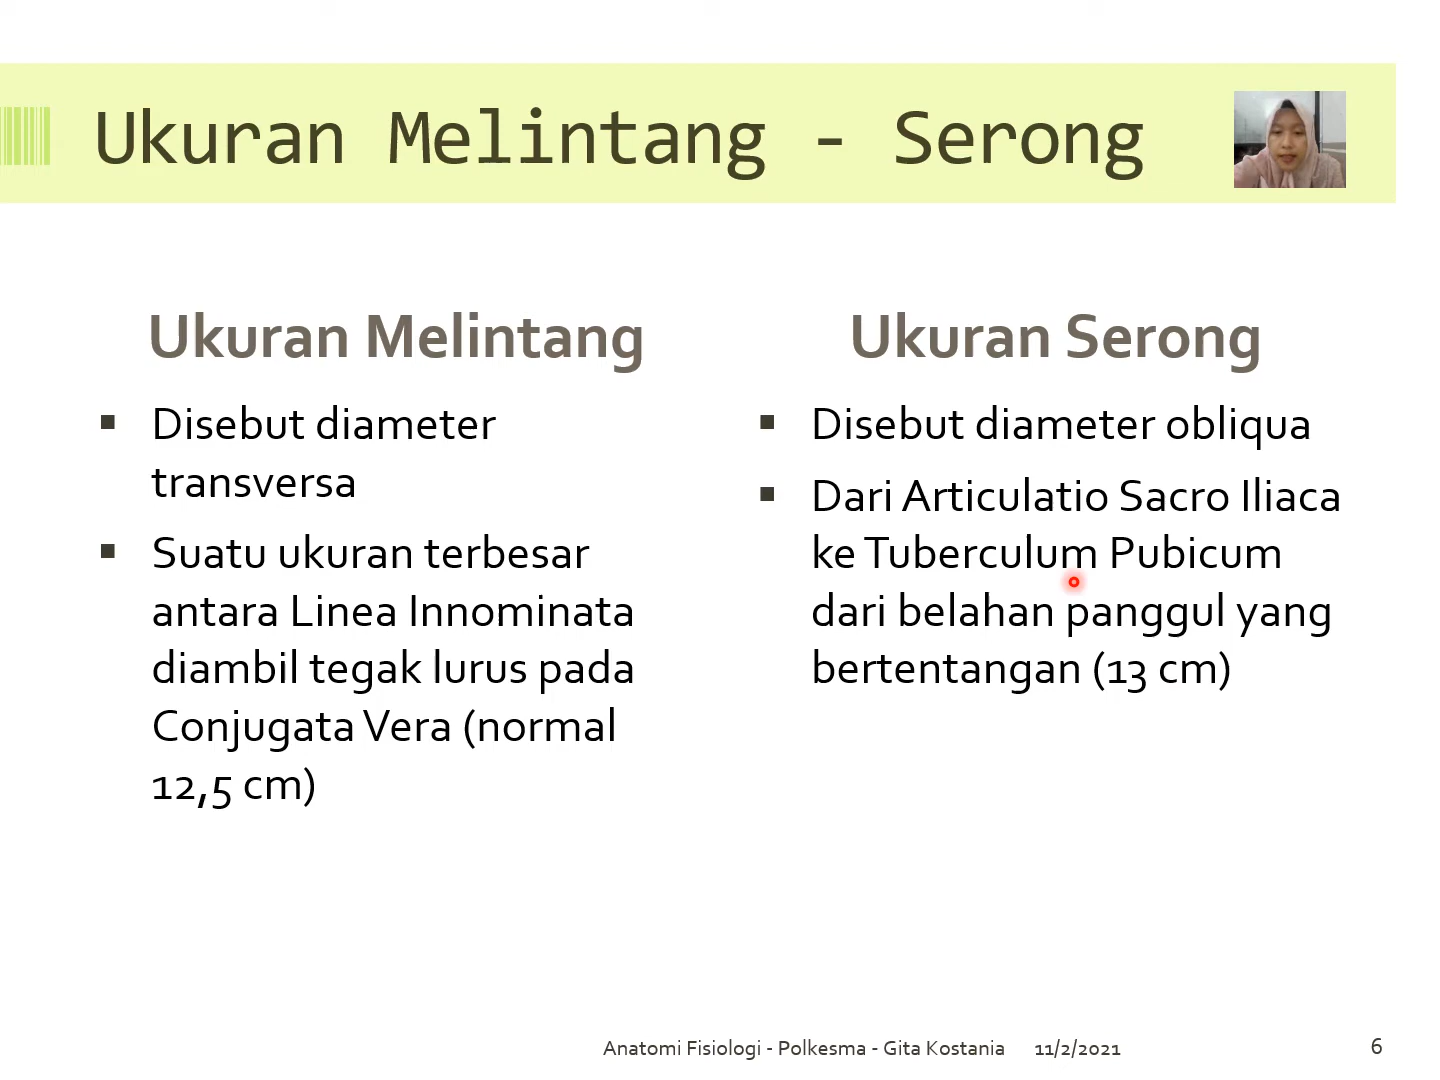 Ukuran Melintang - Serong
Ukuran Melintang
▪ Disebut diameter
transversa
▪ Suatu ukuran terbesar
antara Linea Innominata
diambil tegak lurus pada
Conjugata Vera (normal
12,5 cm)
Ukuran Serong
▪ Disebut diameter obliqua
▪ Dari Articulatio Sacro Iliaca
ke Tuberculum Pubicum
dari belahan panggul yang
bertentangan (13 cm)
Anatomi Fisiologi - Polkesma - Gita Kostania 11/2/2021 6